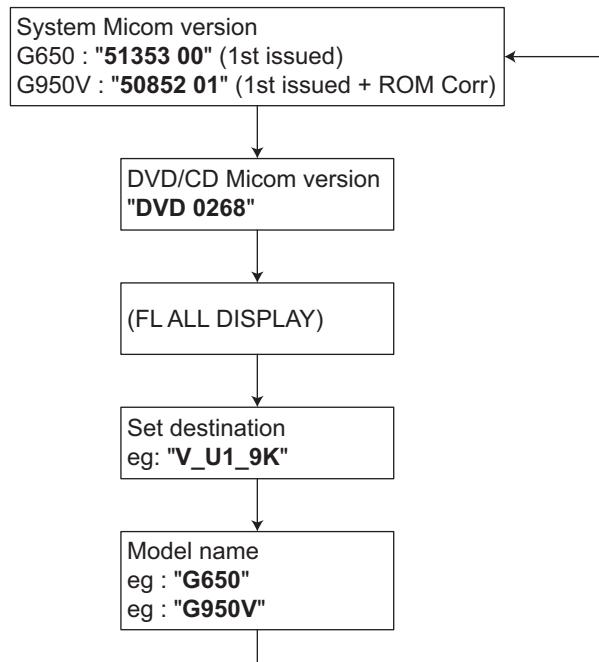 System Micom version
G650 : "51353 00" (1st issued)
G950V : "50852 01" (1st issued + ROM Corr)
DVD/CD Micom version
"DVD 0268"
(FL ALL DISPLAY)
Set destination
eg: "V_U1_9K"
Model name
eg : "G650"
eg : "G950V"